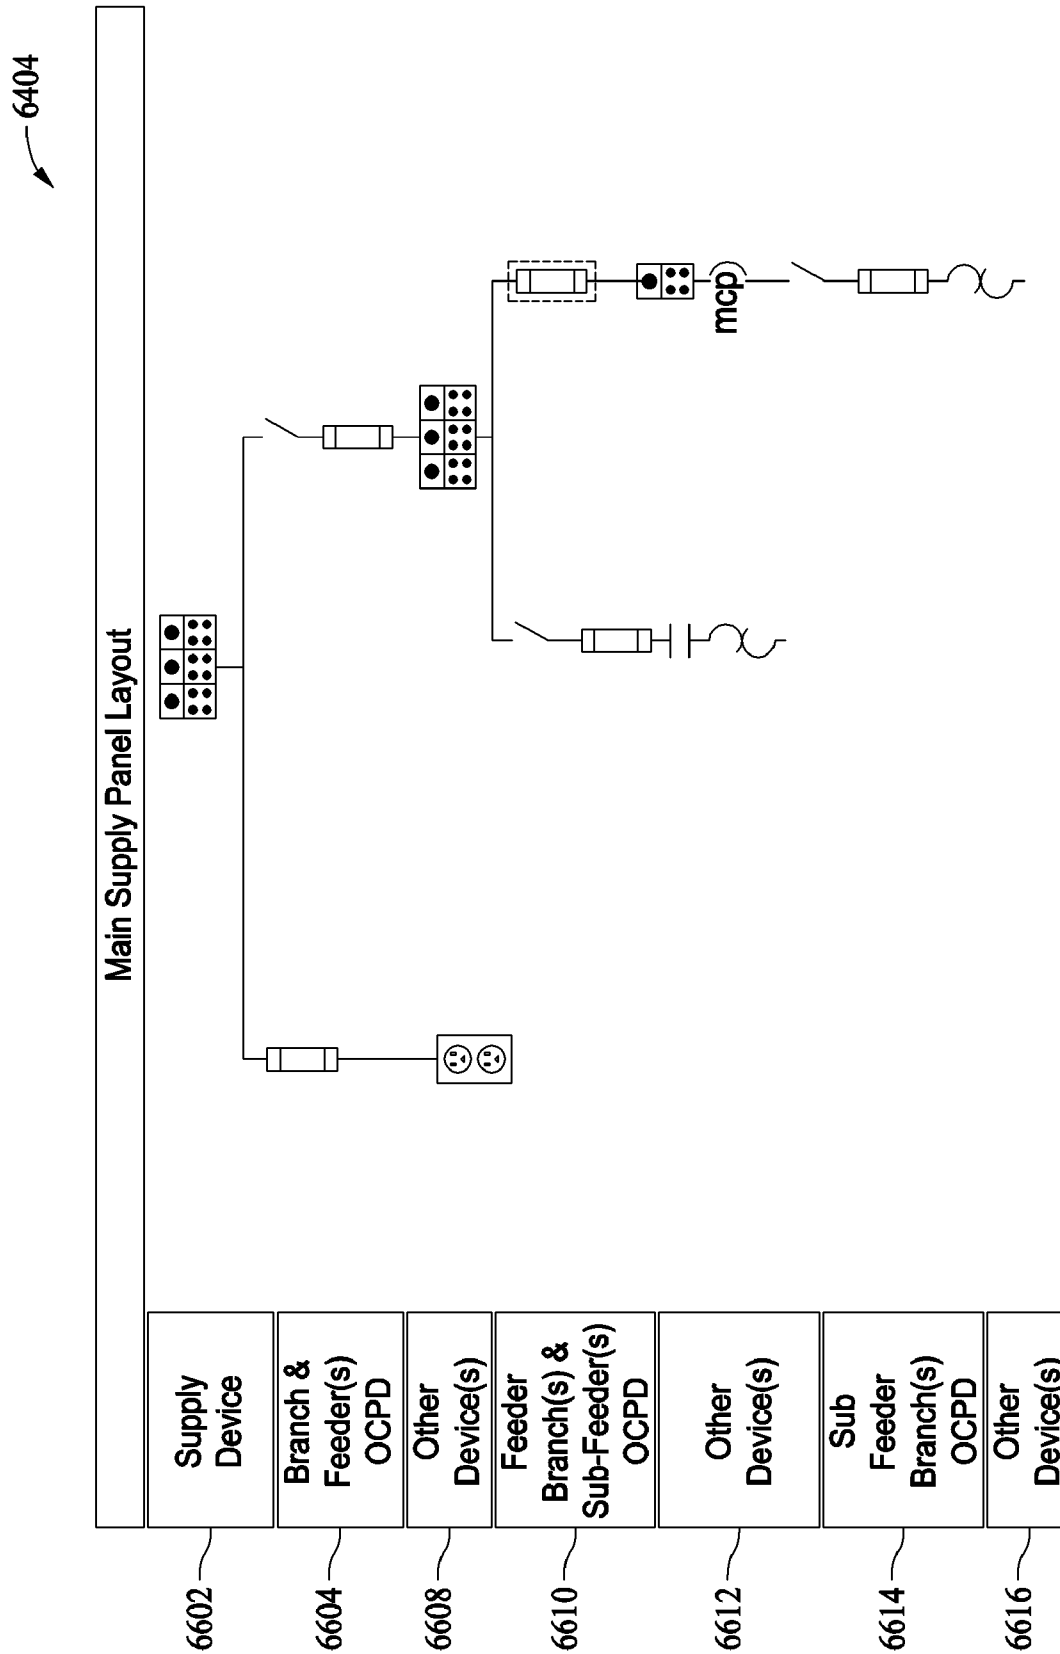 6404
Main Supply Panel Layout
Supply
Device
Branch &
Feeder(s)
OCPD
Other
Device(s)
Feeder
Branch(s) &
Sub-Feeder(s)
OCPD
Other
Device(s)
Sub
Feeder
Branch(s)
OCPD
Other
Device(s)
mcp
6602
6604
6608
6610
6612
6614
6616